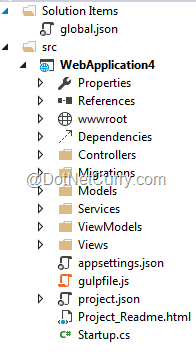 Solution Items
global.json
src
WebApplication4
Properties
References
wwwroot
Dependencies
Controllers
Migrations
@DotNetCurry.com
Models
Services
ViewModels
Views
appsettings.json
gulpfile.js
project.json
Project_Readme.html
C# Startup.cs